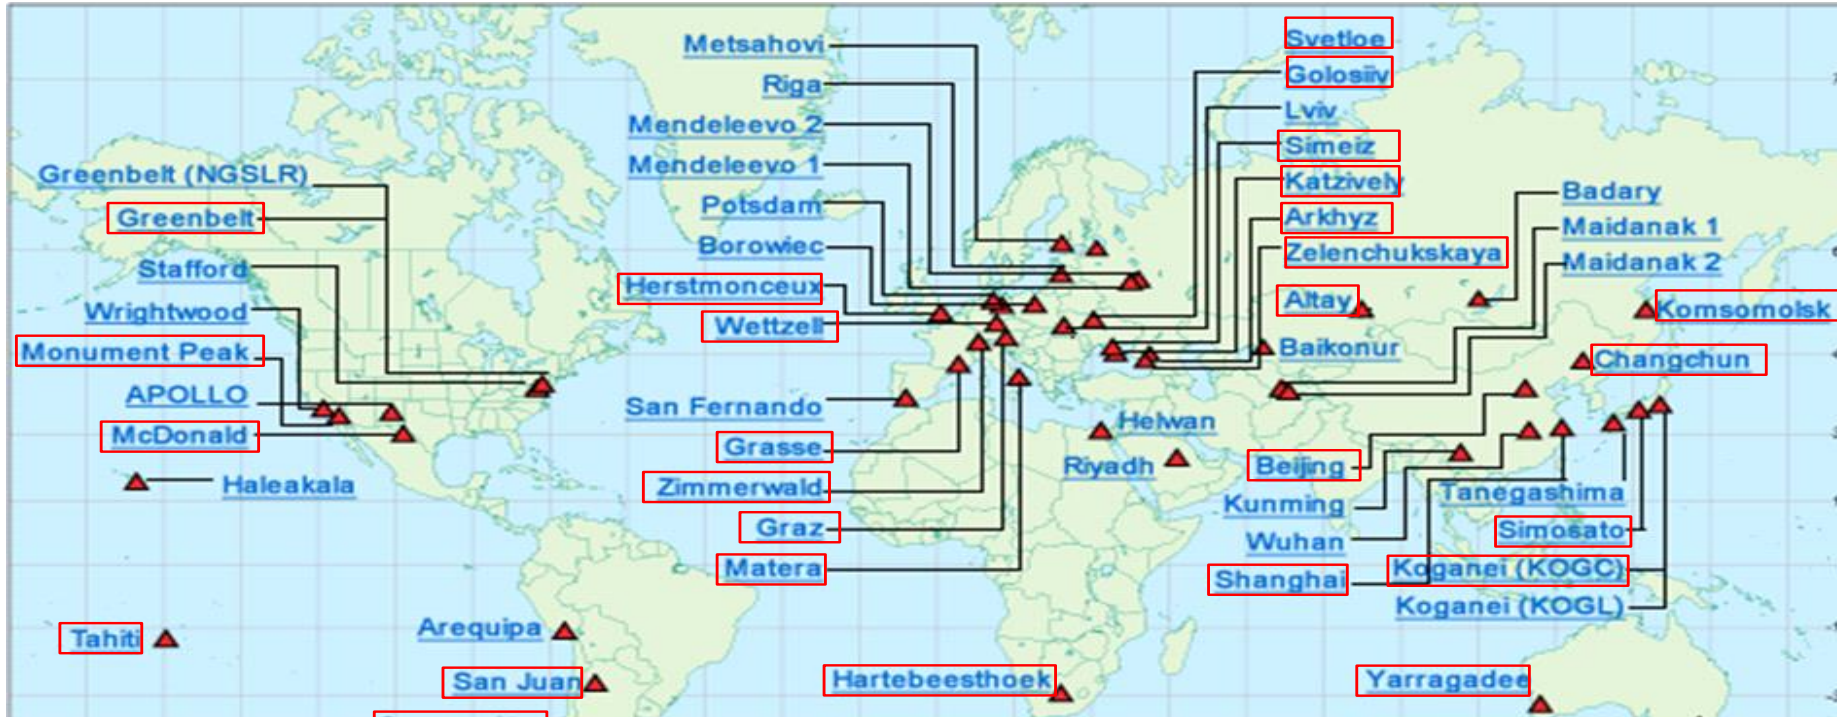 Greenbelt (NGSLR)
Greenbelt
Stafford
Wrightwood
Monument Peak
APOLLO
McDonald
Haleakala
Tahiti
Arequipa
San Juan
Metsahovi
Riga
Mendeleevo 2
Mendeleevo 1
Potsdam
Borowiec
Herstmonceux
Wettzell
San Fernando
Grasse
Zimmerwald
Graz
Matera
Hartebeesthoek
Svetloe
Golosiiv
Lviv
Simeiz
Katzively
Arkhyz
Zelenchukskaya
Altay
Baikonur
Helwan
Riyadh
Badary
Maidanak 1
Maidanak 2
Komsomolsk
Changchun
Beijing
Kunming
Wuhan
Shanghai
Tanegashima
Simosato
Koganei (KOGC)
Koganei (KOGL)
Yarragadee